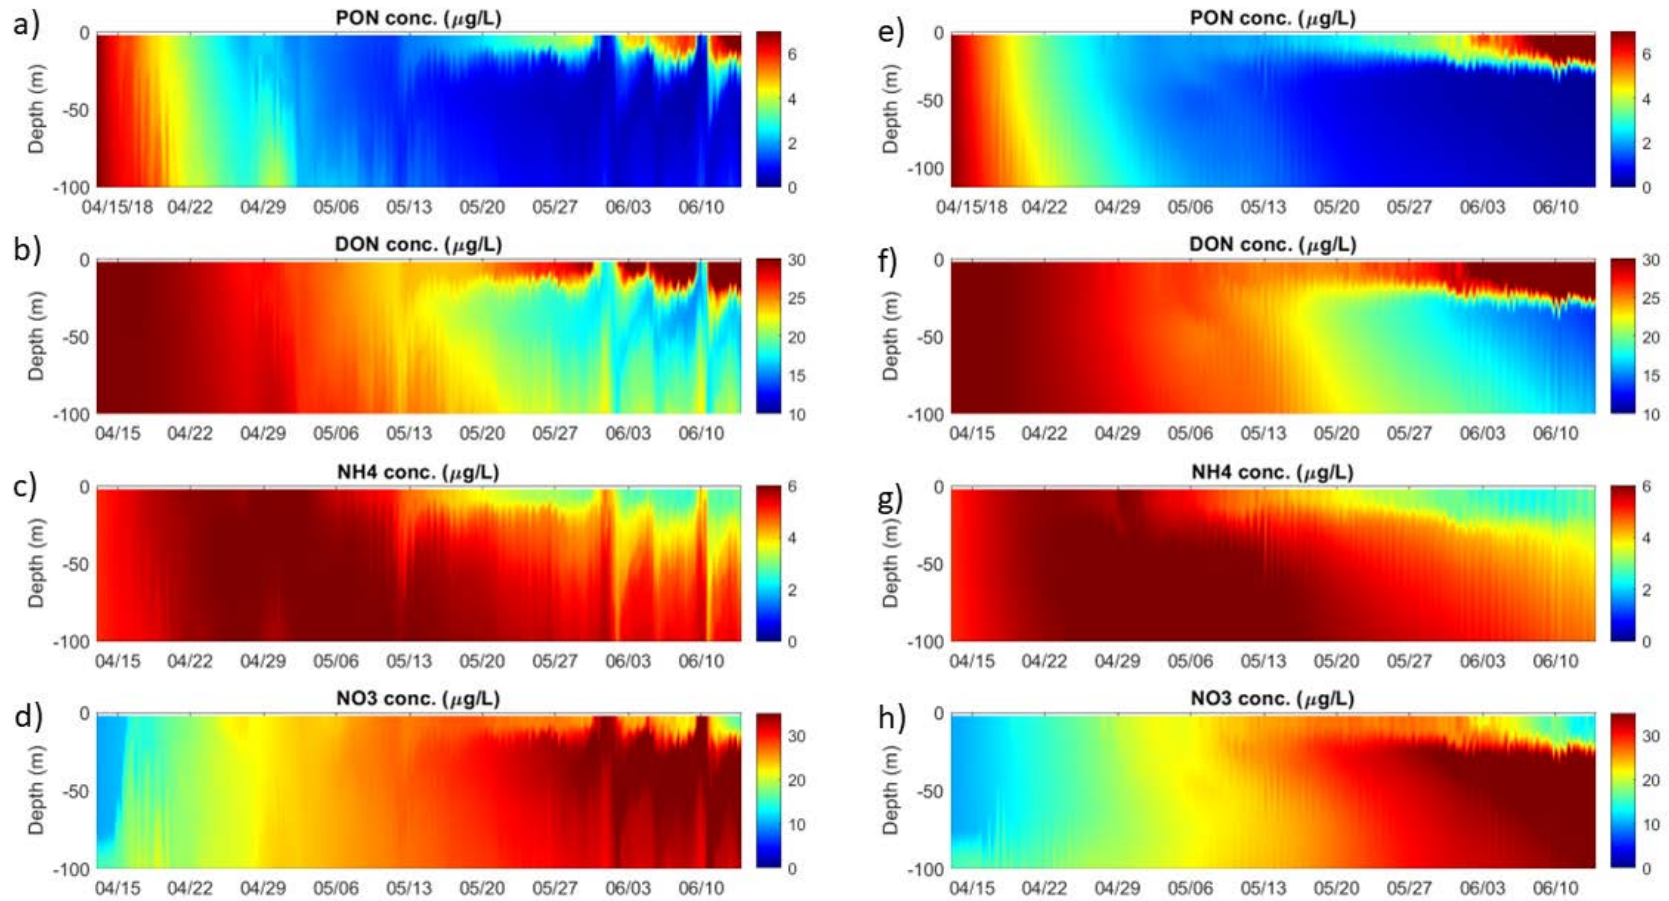 a)
PON conc. (μg/L)
Depth (m)
0
-50
-100
04/15/18 04/22 04/29 05/06 05/13 05/20 05/27 06/03 06/10
6
4
2
0
b)
DON conc. (μg/L)
Depth (m)
0
-50
-100
04/15 04/22 04/29 05/06 05/13 05/20 05/27 06/03 06/10
30
25
20
15
10
c)
NH4 conc. (μg/L)
Depth (m)
0
-50
-100
04/15 04/22 04/29 05/06 05/13 05/20 05/27 06/03 06/10
6
4
2
0
d)
NO3 conc. (μg/L)
Depth (m)
0
-50
-100
04/15 04/22 04/29 05/06 05/13 05/20 05/27 06/03 06/10
30
20
10
0
e)
PON conc. (μg/L)
Depth (m)
0
-50
-100
04/15/18 04/22 04/29 05/06 05/13 05/20 05/27 06/03 06/10
6
4
2
0
f)
DON conc. (μg/L)
Depth (m)
0
-50
-100
04/15 04/22 04/29 05/06 05/13 05/20 05/27 06/03 06/10
30
25
20
15
10
g)
NH4 conc. (μg/L)
Depth (m)
0
-50
-100
04/15 04/22 04/29 05/06 05/13 05/20 05/27 06/03 06/10
6
4
2
0
h)
NO3 conc. (μg/L)
Depth (m)
0
-50
-100
04/15 04/22 04/29 05/06 05/13 05/20 05/27 06/03 06/10
30
20
10
0